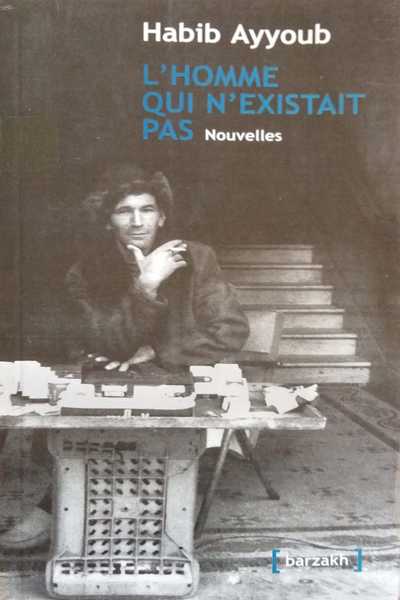 Habib Ayyoub
L'HOMME
QUI N'EXISTAIT
PAS Nouvelles
[barzakh]